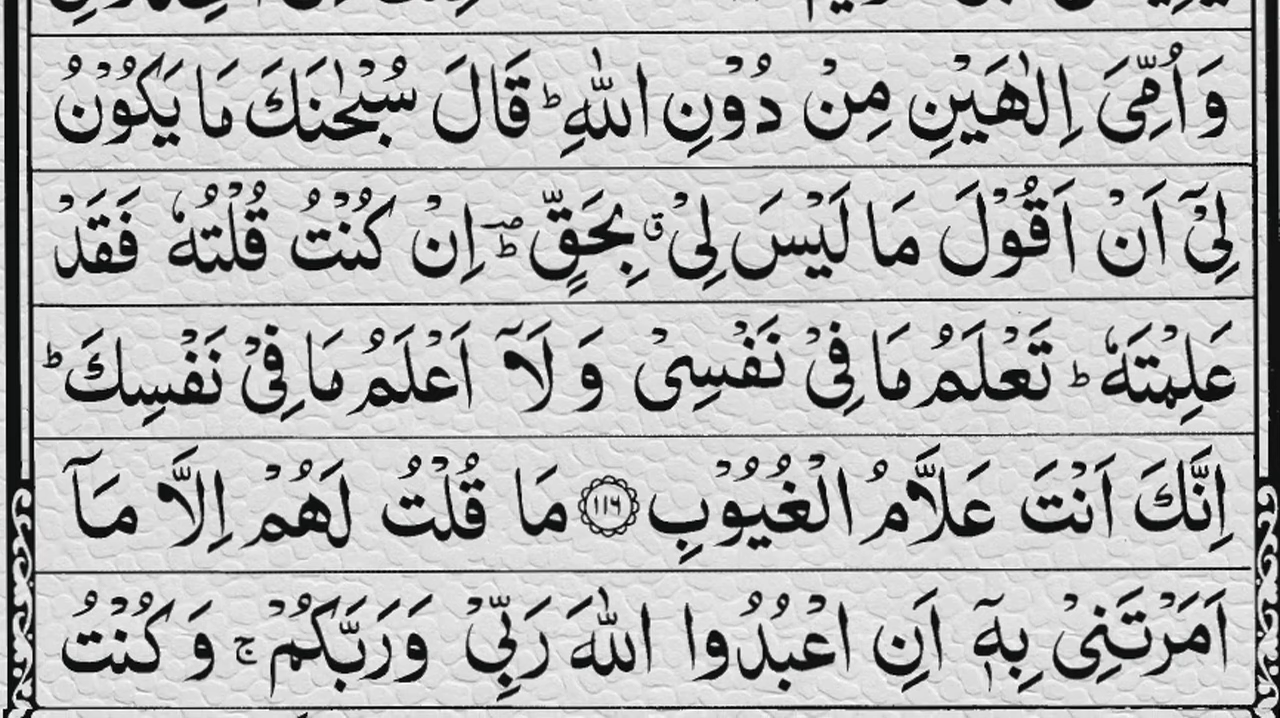 وَاُمِّیَ اِلٰهَیْنِ مِنْ دُوْنِ اللّٰهِ ؕ قَالَ سُبْحٰنَكَ مَا یَكُوْنُ
لِیْۤ اَنْ اَقُوْلَ مَا لَیْسَ لِیْ ۗ بِحَقٍّ ؔؕ اِنْ كُنْتُ قُلْتُهٗ فَقَدْ
عَلِمْتَهٗ ؕ تَعْلَمُ مَا فِیْ نَفْسِیْ وَ لَاۤ اَعْلَمُ مَا فِیْ نَفْسِكَ ؕ
اِنَّكَ اَنْتَ عَلَّامُ الْغُیُوْبِ ﴿۱۱۶﴾ مَا قُلْتُ لَهُمْ اِلَّا مَاۤ
اَمَرْتَنِیْ بِهٖۤ اَنِ اعْبُدُوا اللّٰهَ رَبِّیْ وَرَبَّكُمْ ۚ وَ كُنْتُ